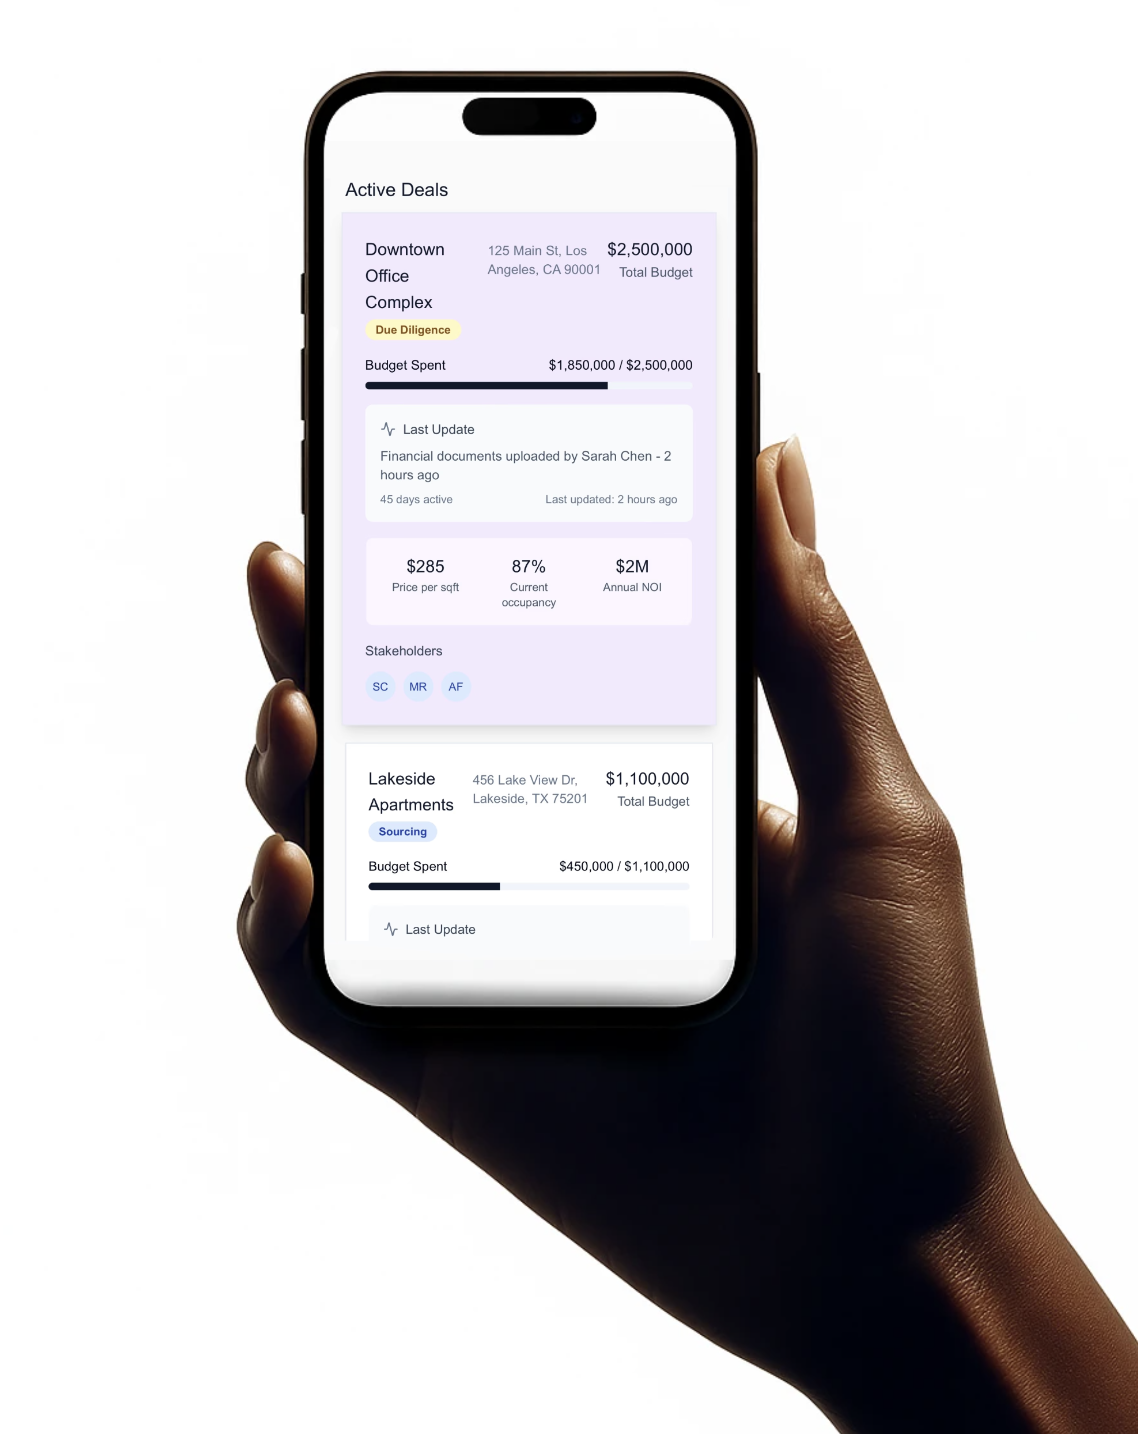 Active Deals
Downtown
Office
Complex
125 Main St, Los
Angeles, CA 90001
$2,500,000
Total Budget
Due Diligence
Budget Spent
$1,850,000 / $2,500,000
Last Update
Financial documents uploaded by Sarah Chen - 2
hours ago
45 days active
Last updated: 2 hours ago
$285
Price per sqft
87%
Current
occupancy
$2M
Annual NOI
Stakeholders
SC
MR
AF
Lakeside
Apartments
456 Lake View Dr,
Lakeside, TX 75201
$1,100,000
Total Budget
Sourcing
Budget Spent
$450,000 / $1,100,000
Last Update